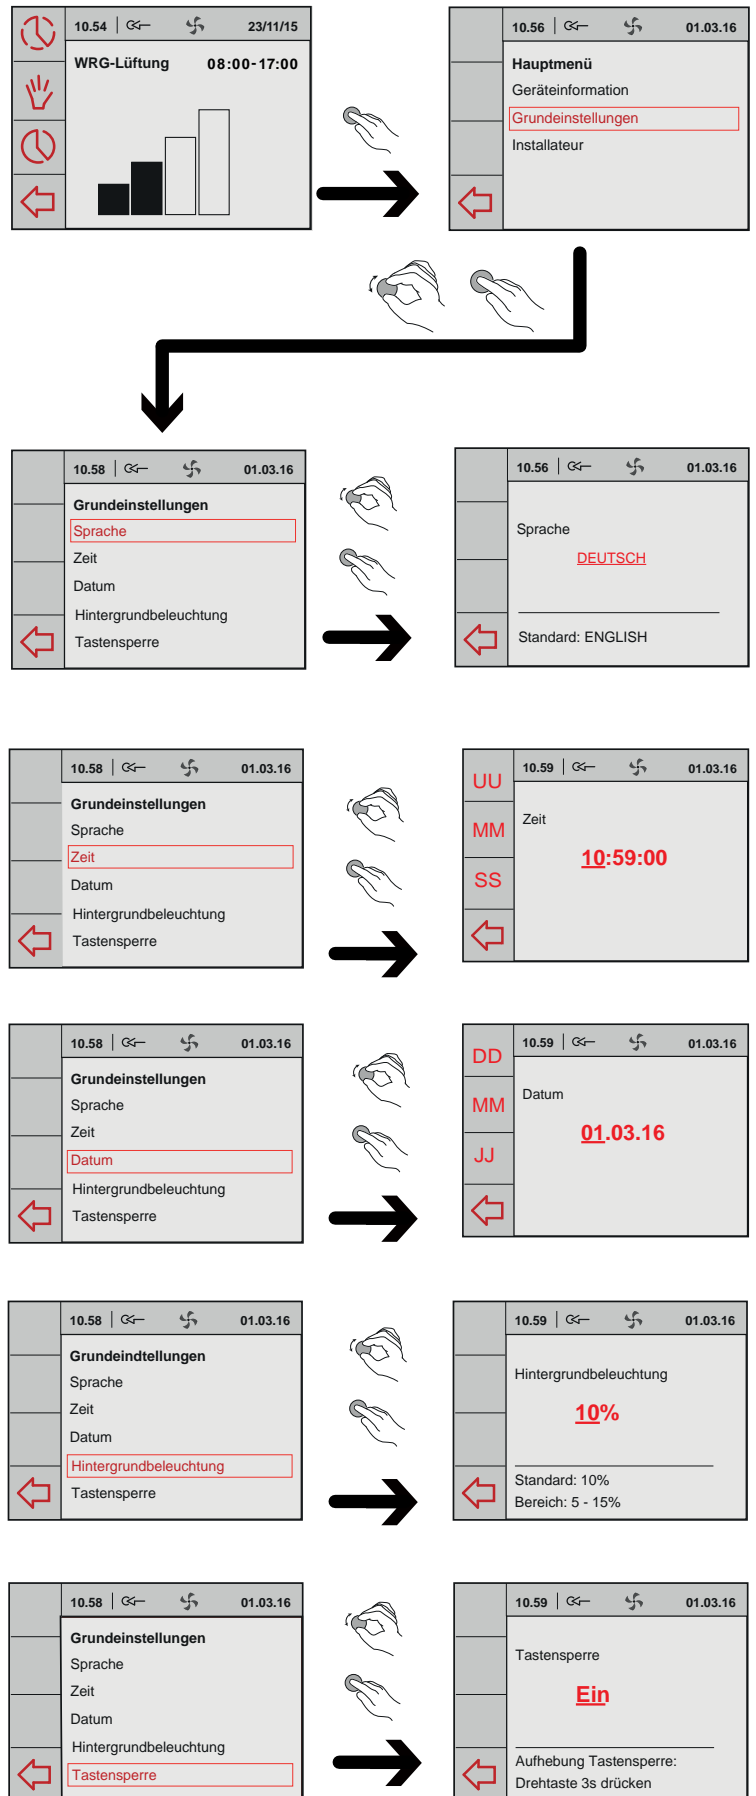 10.54 23/11/15
WRG-Lüftung 08:00-17:00
10.56 01.03.16
Hauptmenü
Geräteinformation
Grundeinstellungen
Installateur
10.58 01.03.16
Grundeinstellungen
Sprache
Zeit
Datum
Hintergrundbeleuchtung
Tastensperre
10.56 01.03.16
Sprache
DEUTSCH
Standard: ENGLISH
10.58 01.03.16
Grundeinstellungen
Sprache
Zeit
Datum
Hintergrundbeleuchtung
Tastensperre
10.59 01.03.16
UU
Zeit
MM
10:59:00
SS
10.58 01.03.16
Grundeinstellungen
Sprache
Zeit
Datum
Hintergrundbeleuchtung
Tastensperre
10.59 01.03.16
DD
Datum
MM
01.03.16
JJ
10.58 01.03.16
Grundeindtellungen
Sprache
Zeit
Datum
Hintergrundbeleuchtung
Tastensperre
10.59 01.03.16
Hintergrundbeleuchtung
10%
Standard: 10%
Bereich: 5 - 15%
10.58 01.03.16
Grundeinstellungen
Sprache
Zeit
Datum
Hintergrundbeleuchtung
Tastensperre
10.59 01.03.16
Tastensperre
Ein
Aufhebung Tastensperre:
Drehtaste 3s drücken